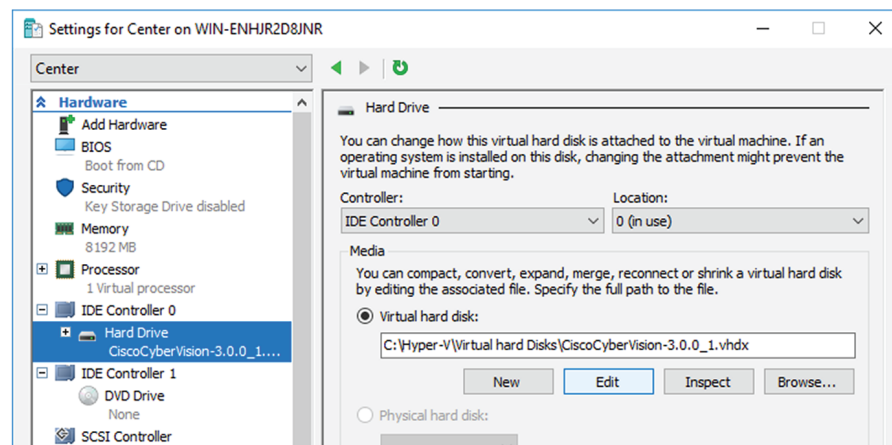 Settings for Center on WIN-ENHJR2D8JNR
Center
Hardware
Add Hardware
BIOS
Boot from CD
Security
Key Storage Drive disabled
Memory
8192 MB
Processor
1 Virtual processor
IDE Controller 0
Hard Drive
CiscoCyberVision-3.0.0_1....
IDE Controller 1
DVD Drive
None
SCSI Controller
Hard Drive
You can change how this virtual hard disk is attached to the virtual machine. If an
operating system is installed on this disk, changing the attachment might prevent the
virtual machine from starting.
Controller: Location:
IDE Controller 0 0 (in use)
Media
You can compact, convert, expand, merge, reconnect or shrink a virtual hard disk
by editing the associated file. Specify the full path to the file.
Virtual hard disk:
C:\Hyper-V\Virtual hard Disks\CiscoCyberVision-3.0.0_1.vhdx
New Edit Inspect Browse...
Physical hard disk: